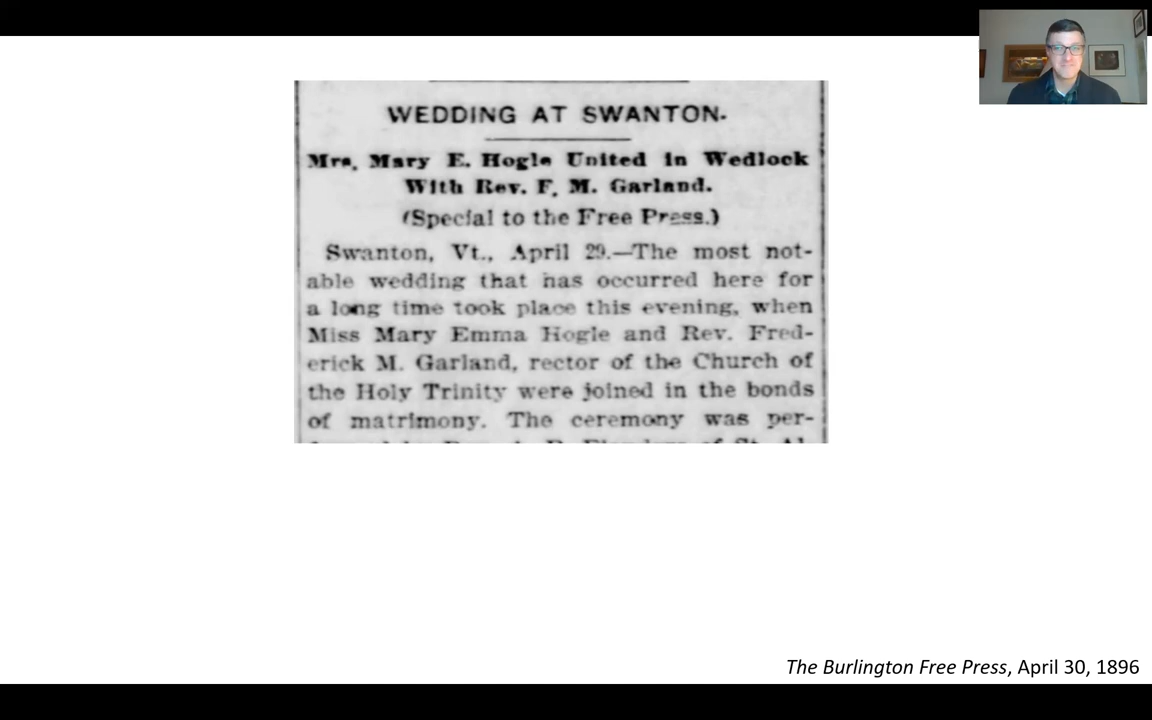 WEDDING AT SWANTON.
Mrs. Mary E. Hogle United in Wedlock
With Rev. F. M. Garland.
(Special to the Free Press.)
Swanton, Vt., April 29.—The most not-
able wedding that has occurred here for
a long time took place this evening, when
Miss Mary Emma Hogle and Rev. Fred-
erick M. Garland, rector of the Church of
the Holy Trinity were joined in the bonds
of matrimony. The ceremony was per-
The Burlington Free Press, April 30, 1896